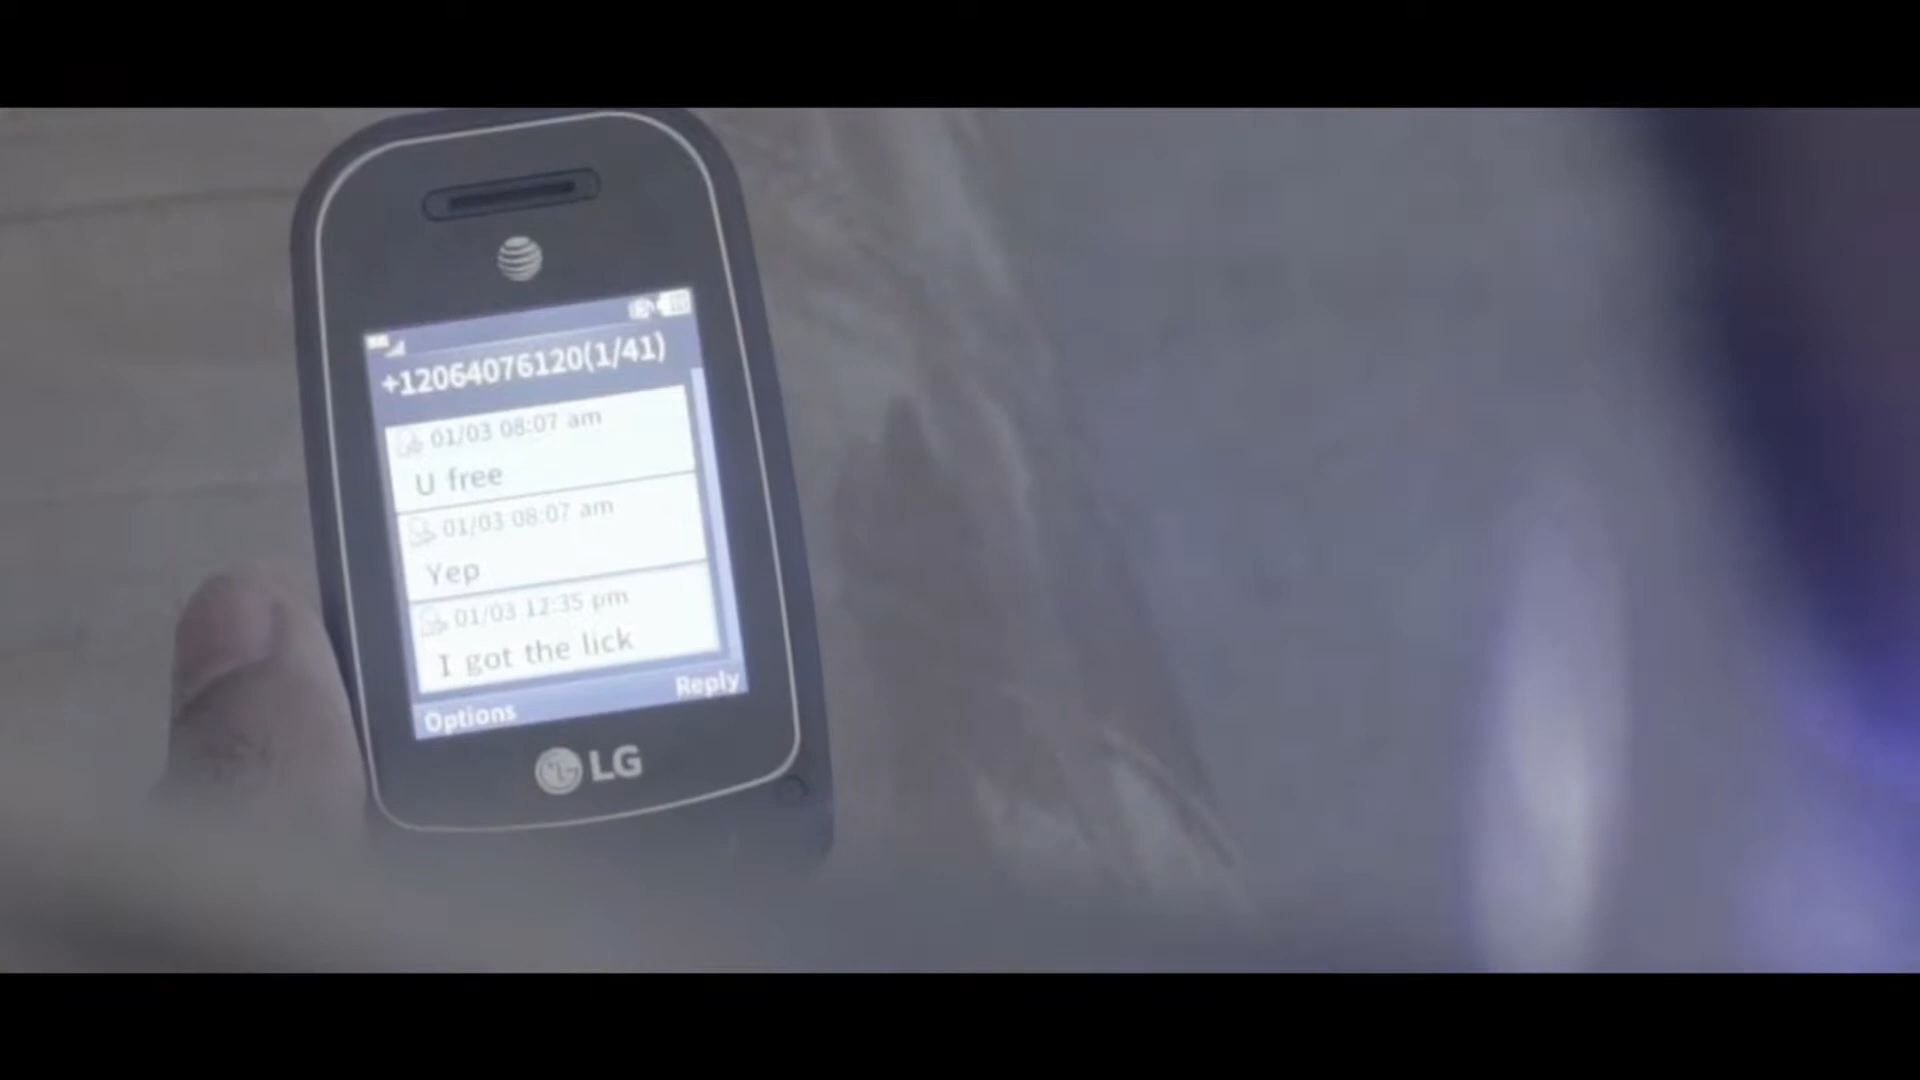 +12064076120(1/41)
01/03 08:07 am
U free
01/03 08:07 am
Yep
01/03 12:35 pm
I got the lick
Reply
Options
LG